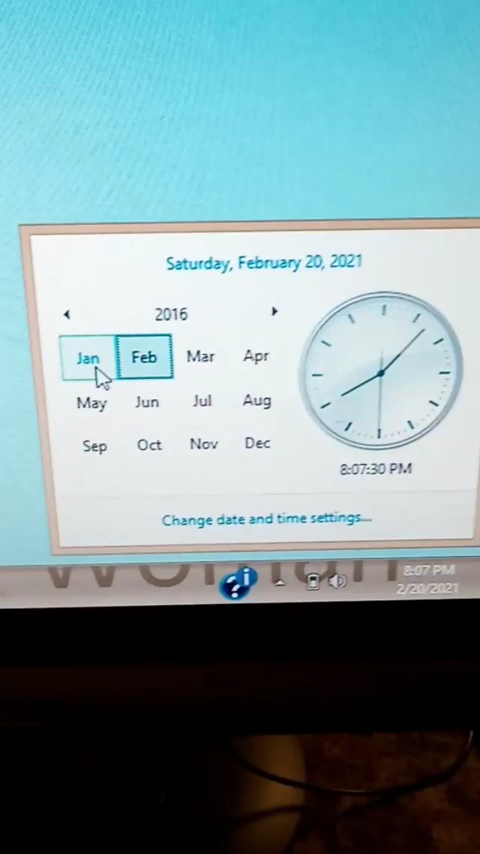 Saturday, February 20, 2021
2016
Jan Feb Mar Apr
May Jun Jul Aug
Sep Oct Nov Dec
8:07:30 PM
Change date and time settings...
8:07 PM
2/20/2021